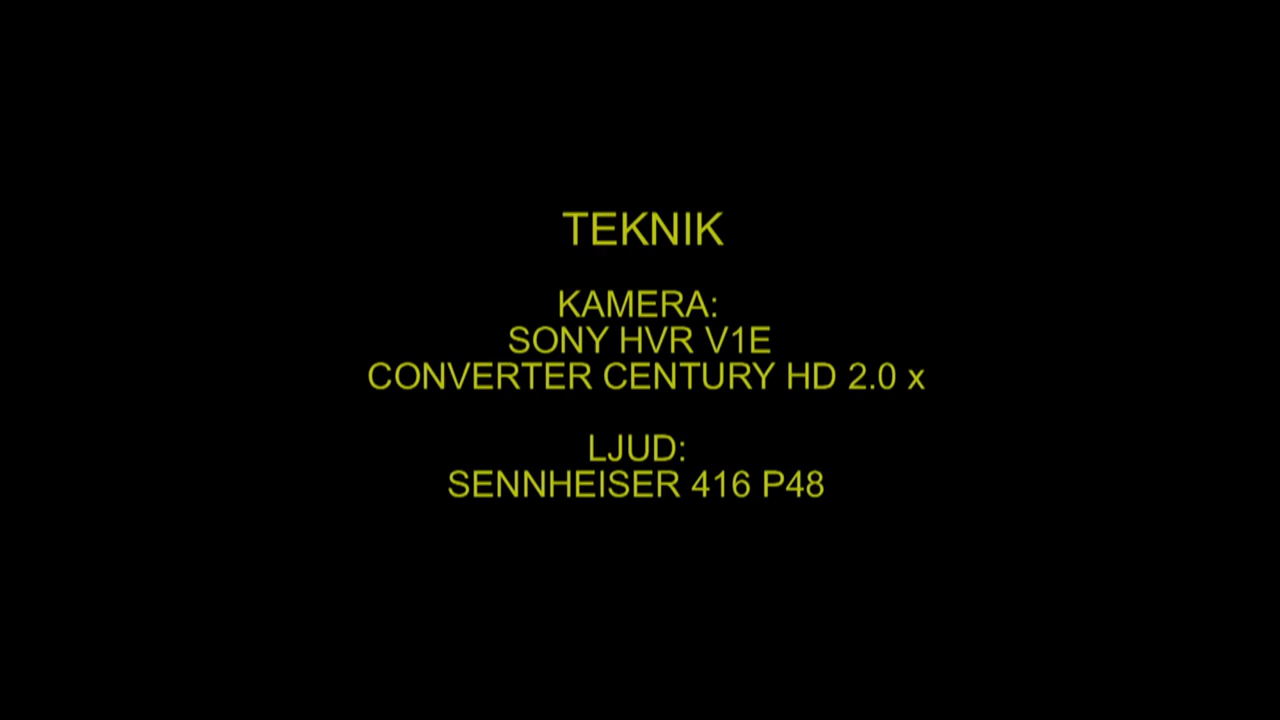 TEKNIK
KAMERA:
SONY HVR V1E
CONVERTER CENTURY HD 2.0 x
LJUD:
SENNHEISER 416 P48